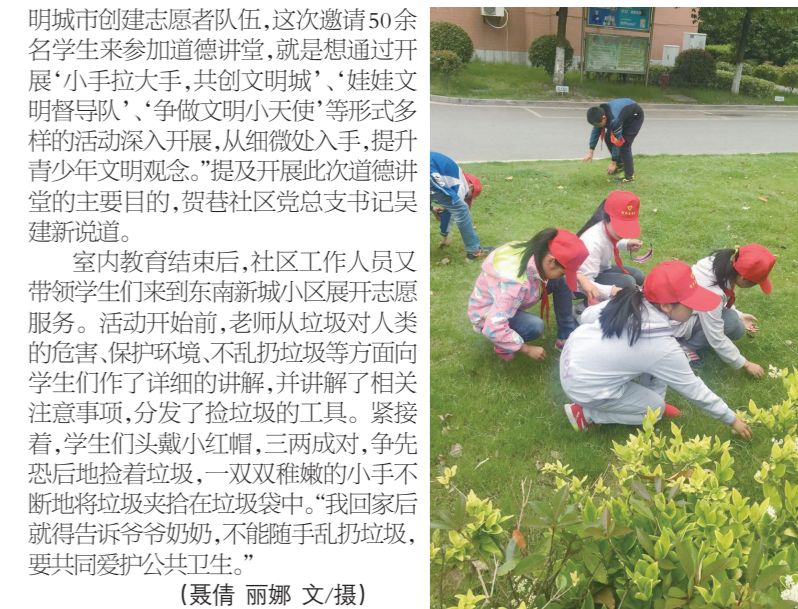 明城市创建志愿者队伍，这次邀请50余
名学生来参加道德讲堂，就是想通过开
展‘小手拉大手，共创文明城’、‘娃娃文
明督导队’、‘争做文明小天使’等形式多
样的活动深入开展，从细微处入手，提升
青少年文明观念。”提及开展此次道德讲
堂的主要目的，贺巷社区党总支书记吴
建新说道。
室内教育结束后，社区工作人员又
带领学生们来到东南新城小区展开志愿
服务。活动开始前，老师从垃圾对人类
的危害、保护环境、不乱扔垃圾等方面向
学生们作了详细的讲解，并讲解了相关
注意事项，分发了捡垃圾的工具。紧接
着，学生们头戴小红帽，三两成对，争先
恐后地捡着垃圾，一双双稚嫩的小手不
断地将垃圾夹拾在垃圾袋中。“我回家后
就得告诉爷爷奶奶，不能随手乱扔垃圾，
要共同爱护公共卫生。”
（聂倩 丽娜 文/摄）